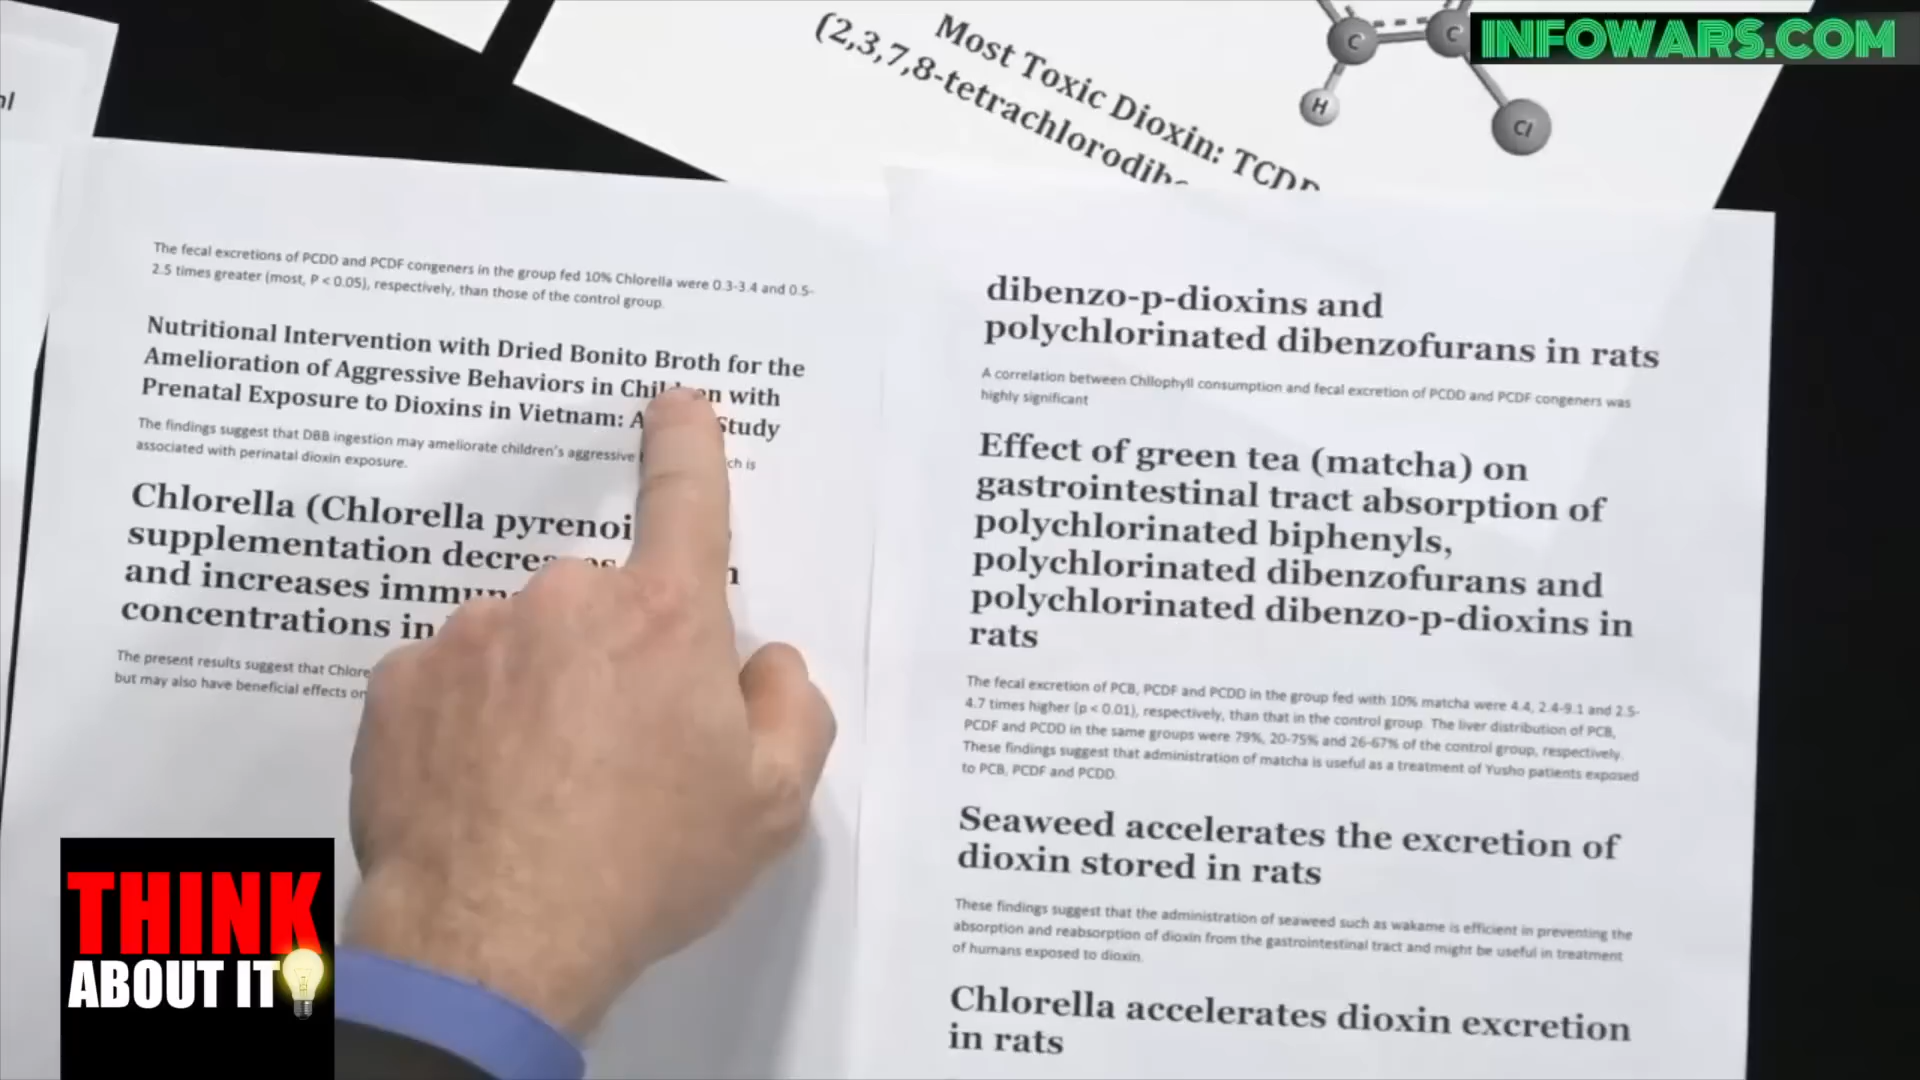 INFOWARS.COM
Most Toxic Dioxin: TCDD
(2,3,7,8-tetrachlorodibe
C
C
H
Cl
The fecal excretions of PCDD and PCDF congeners in the group fed 10% Chlorella were 0.3-3.4 and 0.5-
2.5 times greater (most, P < 0.05), respectively, than those of the control group.
Nutritional Intervention with Dried Bonito Broth for the
Amelioration of Aggressive Behaviors in Children with
Prenatal Exposure to Dioxins in Vietnam: A Study
The findings suggest that DBB ingestion may ameliorate children's aggressive ch is
associated with perinatal dioxin exposure.
Chlorella (Chlorella pyrenoi
supplementation decreases
and increases immun
concentrations in
The present results suggest that Chlore
but may also have beneficial effects on
dibenzo-p-dioxins and
polychlorinated dibenzofurans in rats
A correlation between Chllophyll consumption and fecal excretion of PCDD and PCDF congeners was
highly significant
Effect of green tea (matcha) on
gastrointestinal tract absorption of
polychlorinated biphenyls,
polychlorinated dibenzofurans and
polychlorinated dibenzo-p-dioxins in
rats
The fecal excretion of PCB, PCDF and PCDD in the group fed with 10% matcha were 4.4, 2.4-9.1 and 2.5-
4.7 times higher (p < 0.01), respectively, than that in the control group. The liver distribution of PCB,
PCDF and PCDD in the same groups were 79%, 20-75% and 26-67% of the control group, respectively.
These findings suggest that administration of matcha is useful as a treatment of Yusho patients exposed
to PCB, PCDF and PCDD.
Seaweed accelerates the excretion of
dioxin stored in rats
These findings suggest that the administration of seaweed such as wakame is efficient in preventing the
absorption and reabsorption of dioxin from the gastrointestinal tract and might be useful in treatment
of humans exposed to dioxin.
Chlorella accelerates dioxin excretion
in rats
THINK
ABOUT IT